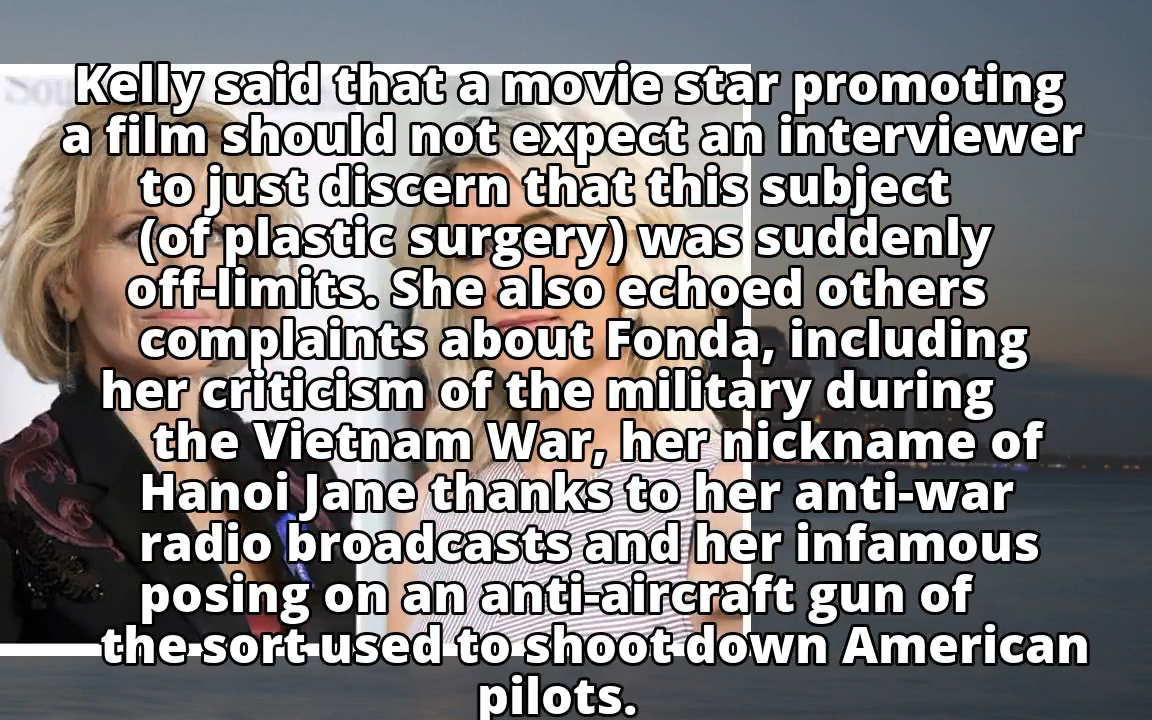 Sou
Kelly said that a movie star promoting
a film should not expect an interviewer
to just discern that this subject
(of plastic surgery) was suddenly
off-limits. She also echoed others
complaints about Fonda, including
her criticism of the military during
the Vietnam War, her nickname of
Hanoi Jane thanks to her anti-war
radio broadcasts and her infamous
posing on an anti-aircraft gun of
the sort used to shoot down American
pilots.